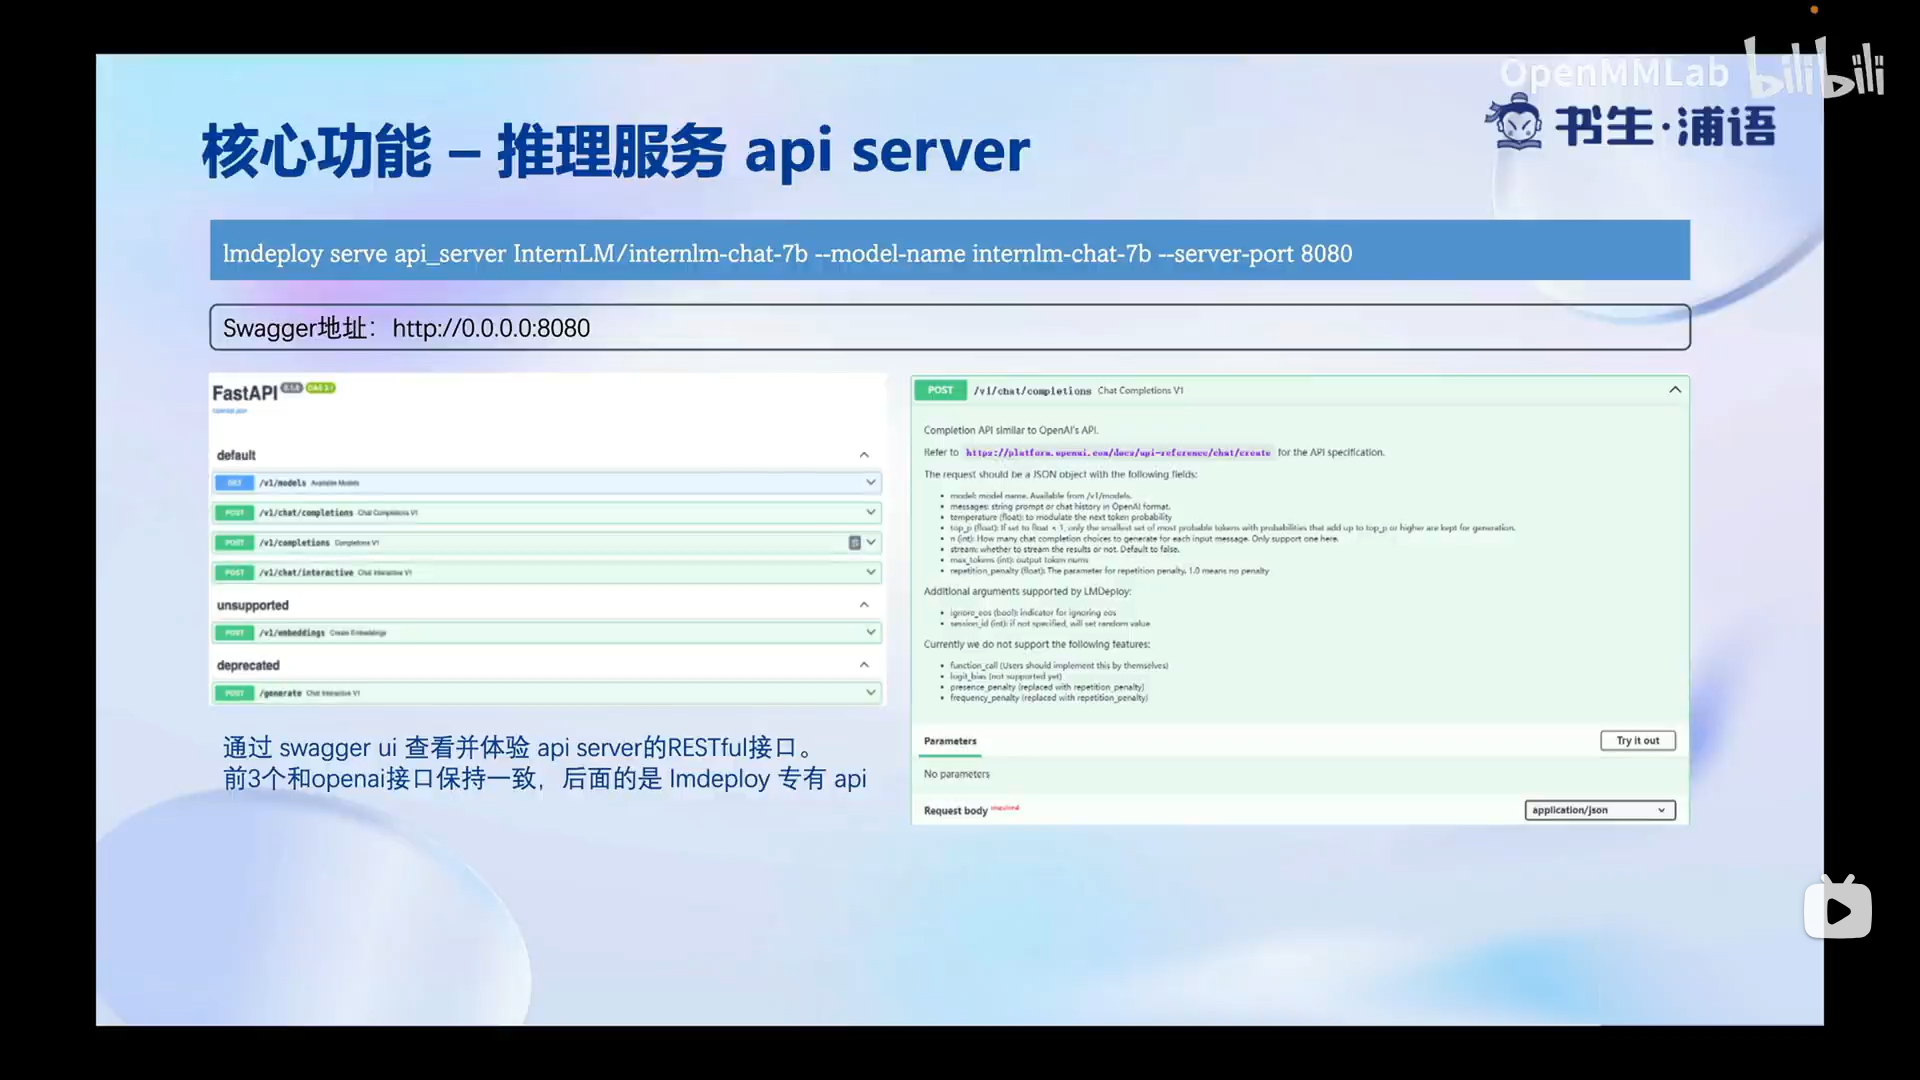 OpenMMLab bilibili
书生·浦语
核心功能 – 推理服务 api server
lmdeploy serve api_server InternLM/internlm-chat-7b --model-name internlm-chat-7b --server-port 8080
Swagger地址：http://0.0.0.0:8080
FastAPI
default
GET /v1/models Available Models
POST /v1/chat/completions Chat Completions V1
POST /v1/completions Completions V1
POST /v1/chat/interactive Chat Interactive V1
unsupported
POST /v1/embeddings Create Embeddings
deprecated
POST /generate Chat Interactive V1
通过 swagger ui 查看并体验 api server的RESTful接口。
前3个和openai接口保持一致，后面的是 lmdeploy 专有 api
POST /v1/chat/completions Chat Completions V1
Completion API similar to OpenAI's API.
Refer to https://platform.openai.com/docs/api-reference/chat/create for the API specification.
The request should be a JSON object with the following fields:
• model: model name. Available from /v1/models.
• messages: string prompt or chat history in OpenAI format.
• temperature (float): to modulate the next token probability
• top_p (float): If set to float < 1, only the smallest set of most probable tokens with probabilities that add up to top_p or higher are kept for generation.
• n (int): How many chat completion choices to generate for each input message. Only support one here.
• stream: whether to stream the results or not. Default to false.
• max_tokens (int): output token nums
• repetition_penalty (float): The parameter for repetition penalty. 1.0 means no penalty
Additional arguments supported by LMDeploy:
• ignore_eos (bool): indicator for ignoring eos
• session_id (int): if not specified, will set random value
Currently we do not support the following features:
• function_call (Users should implement this by themselves)
• logit_bias (not supported yet)
• presence_penalty (replaced with repetition_penalty)
• frequency_penalty (replaced with repetition_penalty)
Parameters
Try it out
No parameters
Request body required
application/json